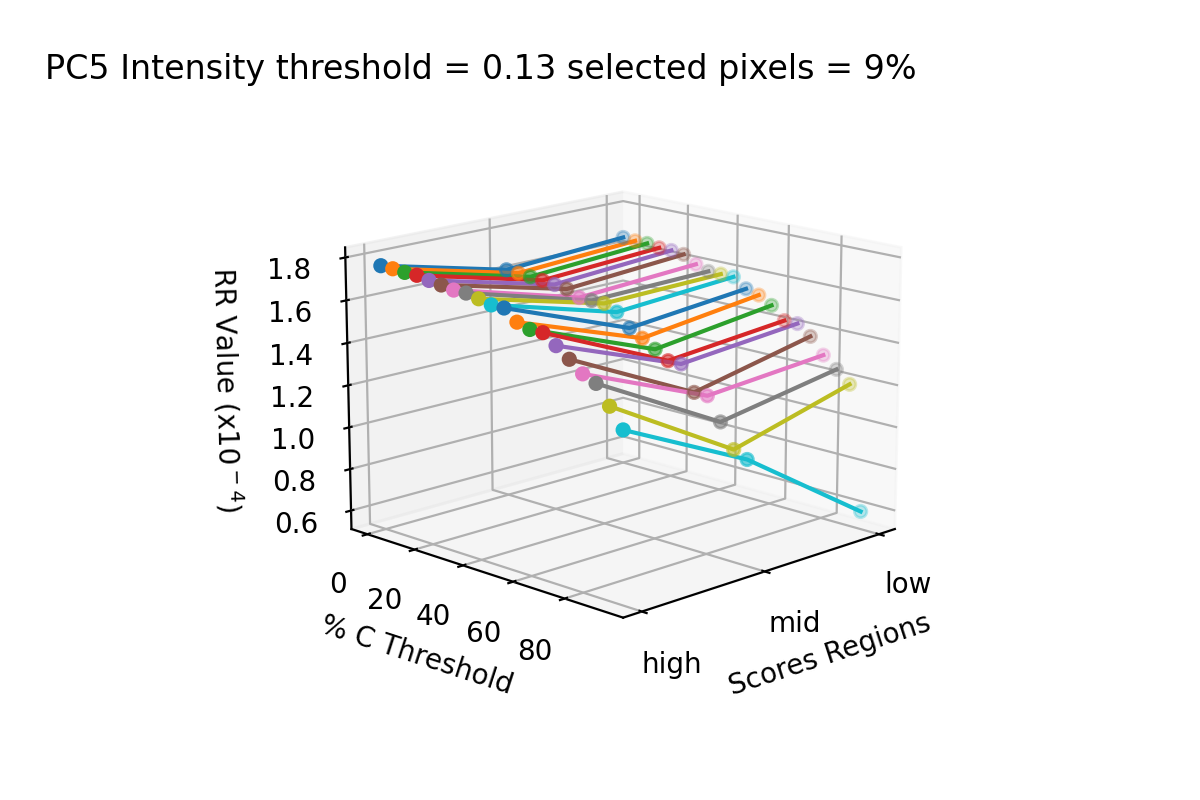 PC5 Intensity threshold = 0.13 selected pixels = 9%
RR Value (x10⁻⁴)
1.8
1.6
1.4
1.2
1.0
0.8
0.6
0
20
40
60
80
% C Threshold
high
mid
low
Scores Regions